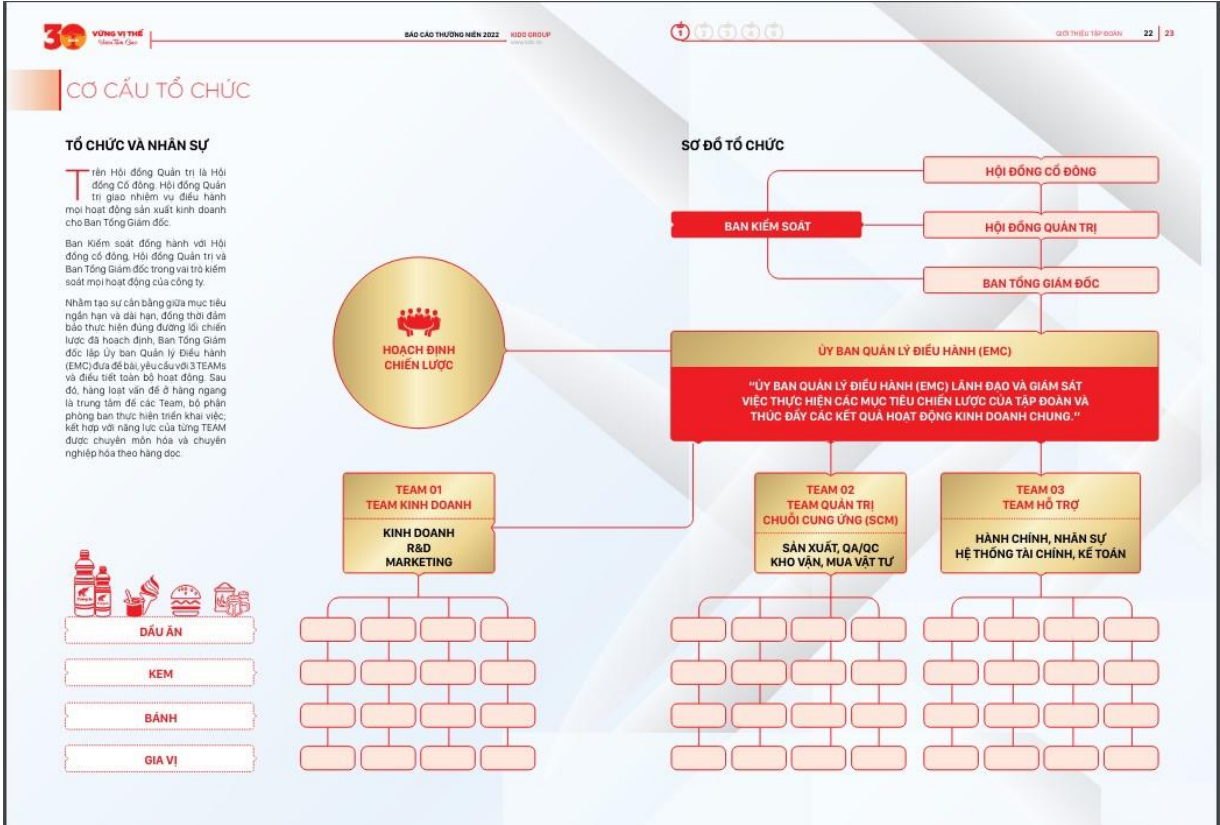 30 VỮNG VỊ THẾ
Vươn Tầm Cao
BÁO CÁO THƯỜNG NIÊN 2022 KIDO GROUP
www.kdc.vn
1 2 3 4 5
GIỚI THIỆU TẬP ĐOÀN 22 23
CƠ CẤU TỔ CHỨC
TỔ CHỨC VÀ NHÂN SỰ
Trên Hội đồng Quản trị là Hội
đồng Cổ đông. Hội đồng Quản
trị giao nhiệm vụ điều hành
mọi hoạt động sản xuất kinh doanh
cho Ban Tổng Giám đốc.
Ban Kiểm soát đồng hành với Hội
đồng cổ đông, Hội đồng Quản trị và
Ban Tổng Giám đốc trong vai trò kiểm
soát mọi hoạt động của công ty.
Nhằm tạo sự cân bằng giữa mục tiêu
ngắn hạn và dài hạn, đồng thời đảm
bảo thực hiện đúng đường lối chiến
lược đã hoạch định, Ban Tổng Giám
đốc lập Ủy ban Quản lý Điều hành
(EMC) đưa đề bài, yêu cầu với 3 TEAMs
và điều tiết toàn bộ hoạt động. Sau
đó, hàng loạt vấn đề ở hàng ngang
là trung tâm để các Team, bộ phận
phòng ban thực hiện triển khai việc;
kết hợp với năng lực của từng TEAM
được chuyên môn hóa và chuyên
nghiệp hóa theo hàng dọc.
SƠ ĐỒ TỔ CHỨC
HỘI ĐỒNG CỔ ĐÔNG
BAN KIỂM SOÁT
HỘI ĐỒNG QUẢN TRỊ
BAN TỔNG GIÁM ĐỐC
HOẠCH ĐỊNH
CHIẾN LƯỢC
ỦY BAN QUẢN LÝ ĐIỀU HÀNH (EMC)
"ỦY BAN QUẢN LÝ ĐIỀU HÀNH (EMC) LÃNH ĐẠO VÀ GIÁM SÁT
VIỆC THỰC HIỆN CÁC MỤC TIÊU CHIẾN LƯỢC CỦA TẬP ĐOÀN VÀ
THÚC ĐẨY CÁC KẾT QUẢ HOẠT ĐỘNG KINH DOANH CHUNG."
TEAM 01
TEAM KINH DOANH
KINH DOANH
R&D
MARKETING
TEAM 02
TEAM QUẢN TRỊ
CHUỖI CUNG ỨNG (SCM)
SẢN XUẤT, QA/QC
KHO VẬN, MUA VẬT TƯ
TEAM 03
TEAM HỖ TRỢ
HÀNH CHÍNH, NHÂN SỰ
HỆ THỐNG TÀI CHÍNH, KẾ TOÁN
DẦU ĂN
KEM
BÁNH
GIA VỊ